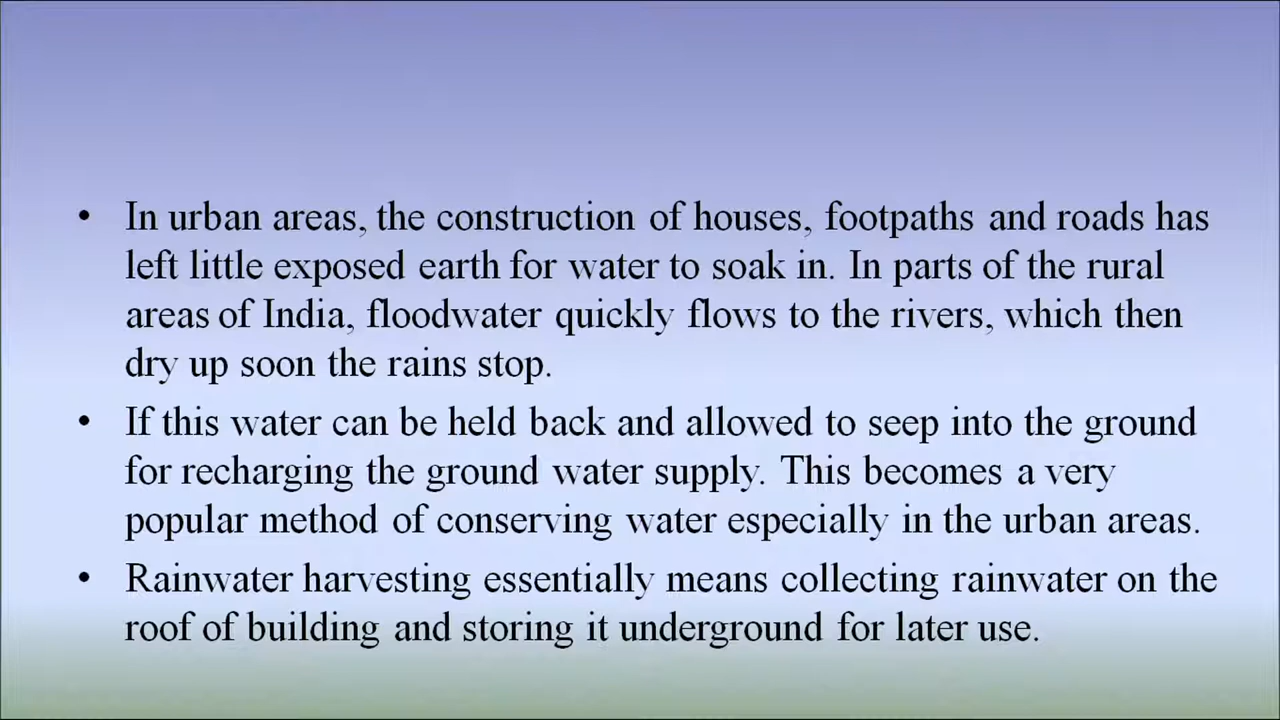 • In urban areas, the construction of houses, footpaths and roads has
left little exposed earth for water to soak in. In parts of the rural
areas of India, floodwater quickly flows to the rivers, which then
dry up soon the rains stop.
• If this water can be held back and allowed to seep into the ground
for recharging the ground water supply. This becomes a very
popular method of conserving water especially in the urban areas.
• Rainwater harvesting essentially means collecting rainwater on the
roof of building and storing it underground for later use.